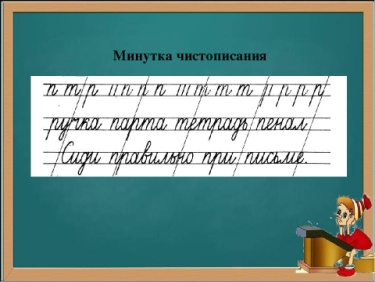 Минутка чистописания
п т р п п п п ш т т т р р р р
ручка парта тетрадь пенал
Сиди правильно при письме.